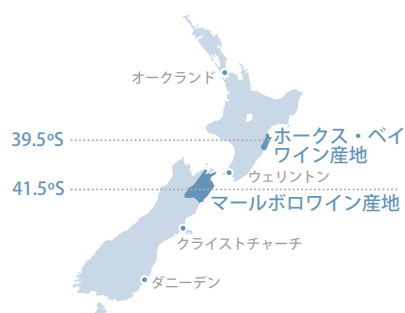 オークランド
39.5ºS
ホークス・ベイ
ワイン産地
ウェリントン
41.5ºS
マールボロワイン産地
クライストチャーチ
ダニーデン